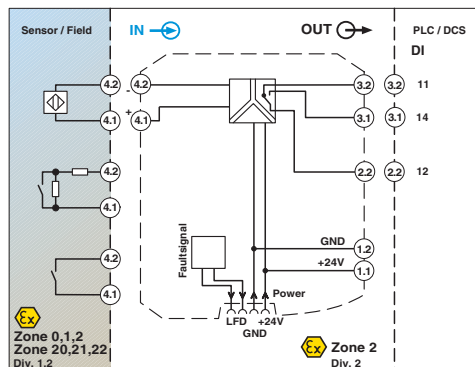 Sensor / Field
IN
OUT
PLC / DCS
DI
4.2
-
4.2
3.2
3.2
11
4.1
+
4.1
3.1
3.1
14
4.2
2.2
2.2
12
4.1
GND
1.2
4.2
Faultsignal
+24V
1.1
4.1
Power
LFD
+24V
GND
Ex
Zone 0,1,2
Zone 20,21,22
Div. 1,2
Ex
Zone 2
Div. 2